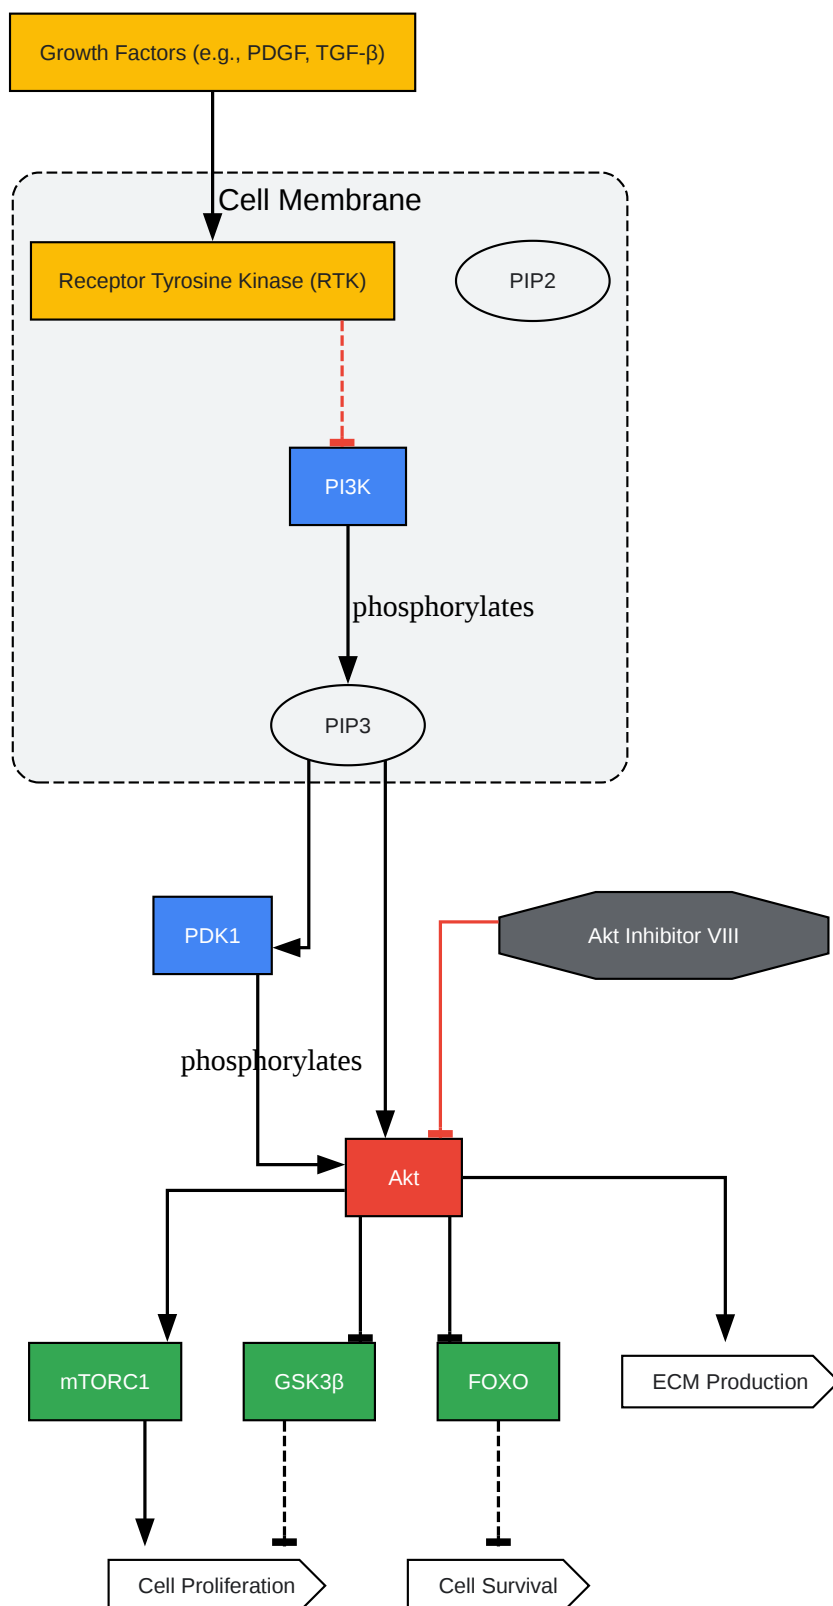 Growth Factors (e.g., PDGF, TGF-β)
Cell Membrane
Receptor Tyrosine Kinase (RTK)
PIP2
PI3K
phosphorylates
PIP3
PDK1
Akt Inhibitor VIII
phosphorylates
Akt
mTORC1
GSK3β
FOXO
ECM Production
Cell Proliferation
Cell Survival